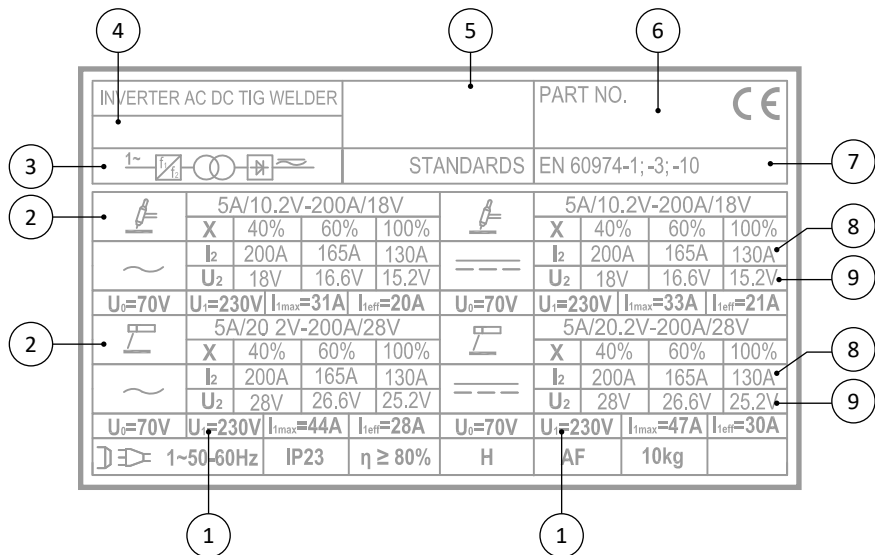 4
5
6
INVERTER AC DC TIG WELDER
PART NO.
CE
3
1~ f₁ f₂
STANDARDS
EN 60974-1; -3; -10
7
2
5A/10.2V-200A/18V
5A/10.2V-200A/18V
X 40% 60% 100%
X 40% 60% 100%
8
I₂ 200A 165A 130A
I₂ 200A 165A 130A
U₂ 18V 16.6V 15.2V
U₂ 18V 16.6V 15.2V
9
U₀=70V U₁=230V I₁max=31A I₁eff=20A
U₀=70V U₁=230V I₁max=33A I₁eff=21A
2
5A/20 2V-200A/28V
5A/20.2V-200A/28V
X 40% 60% 100%
X 40% 60% 100%
8
I₂ 200A 165A 130A
I₂ 200A 165A 130A
U₂ 28V 26.6V 25.2V
U₂ 28V 26.6V 25.2V
9
U₀=70V U₁=230V I₁max=44A I₁eff=28A
U₀=70V U₁=230V I₁max=47A I₁eff=30A
1~50-60Hz IP23 η ≥ 80% H AF 10kg
1
1